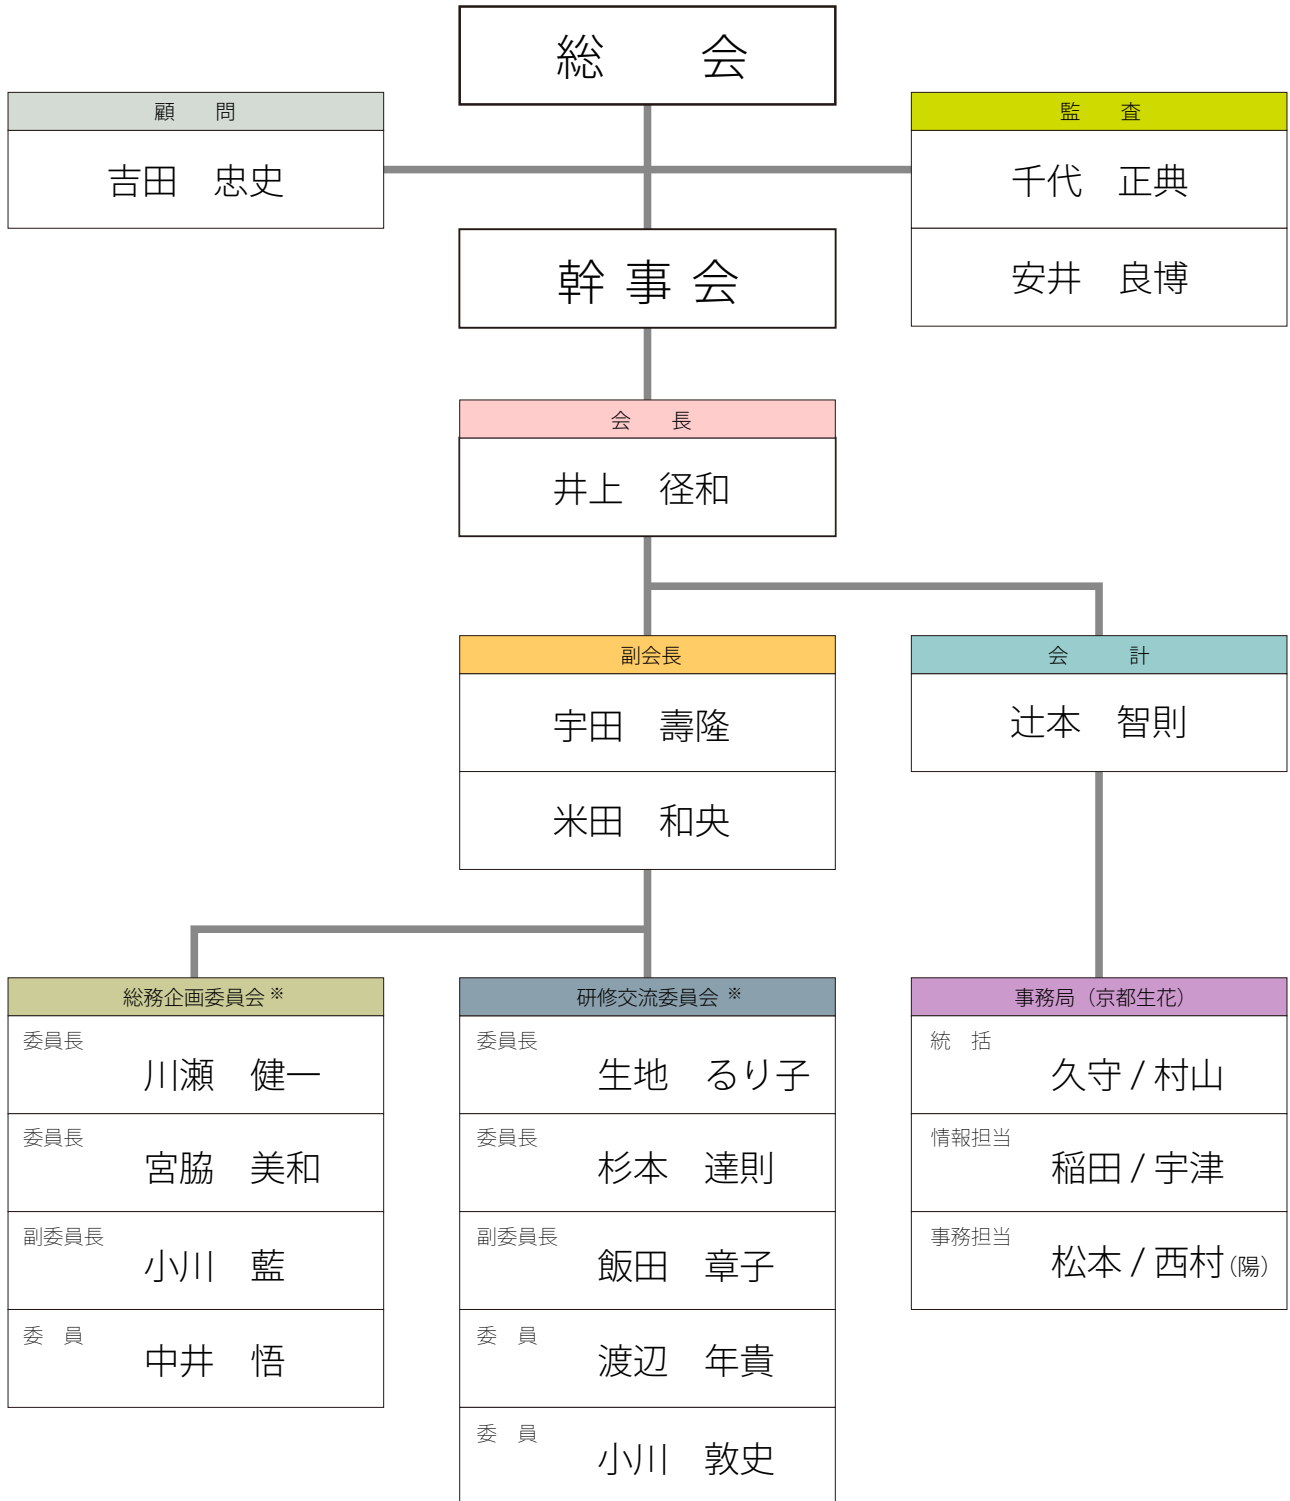 総　会
顧　問
吉田　忠史
監　査
千代　正典
安井　良博
幹事会
会　長
井上　径和
副会長
宇田　壽隆
米田　和央
会　計
辻本　智則
総務企画委員会※
委員長
川瀬　健一
委員長
宮脇　美和
副委員長
小川　藍
委　員
中井　悟
研修交流委員会※
委員長
生地　るり子
委員長
杉本　達則
副委員長
飯田　章子
委　員
渡辺　年貴
委　員
小川　敦史
事務局（京都生花）
統　括
久守 / 村山
情報担当
稲田 / 宇津
事務担当
松本 / 西村（陽）